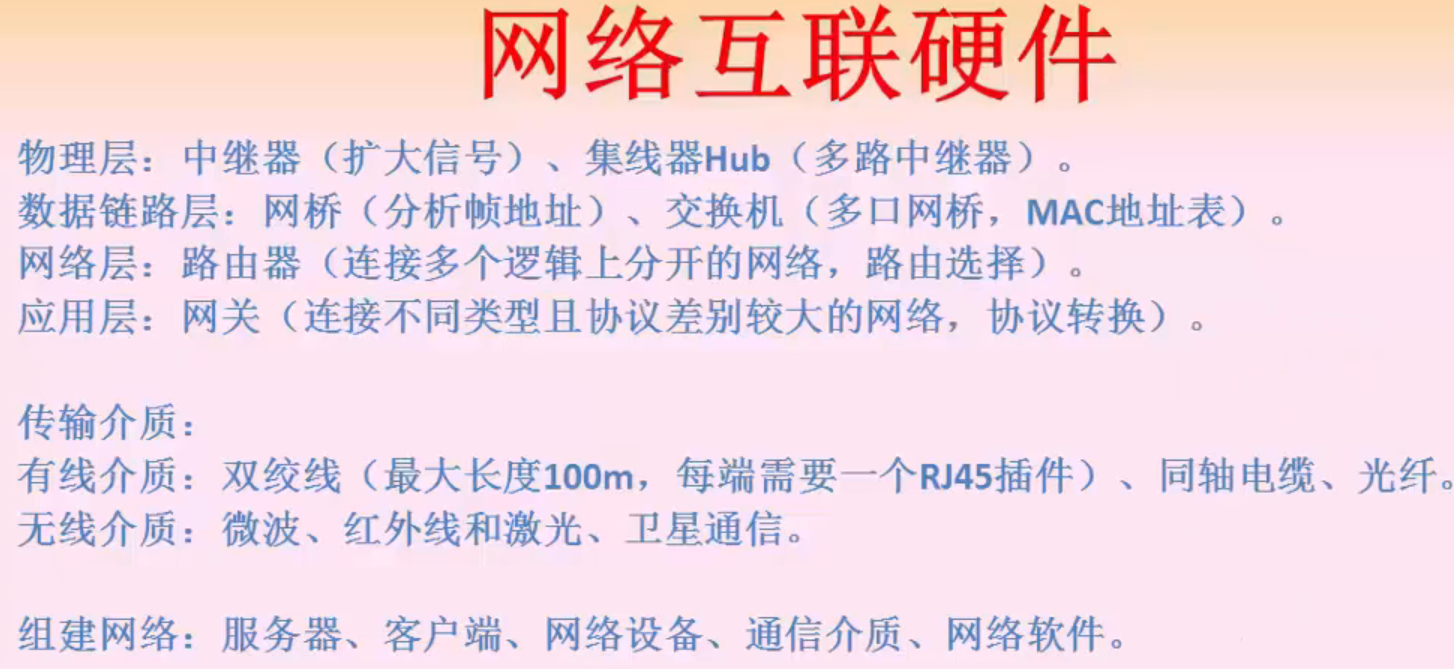 网络互联硬件
物理层：中继器（扩大信号）、集线器Hub（多路中继器）。
数据链路层：网桥（分析帧地址）、交换机（多口网桥，MAC地址表）。
网络层：路由器（连接多个逻辑上分开的网络，路由选择）。
应用层：网关（连接不同类型且协议差别较大的网络，协议转换）。
传输介质：
有线介质：双绞线（最大长度100m，每端需要一个RJ45插件）、同轴电缆、光纤。
无线介质：微波、红外线和激光、卫星通信。
组建网络：服务器、客户端、网络设备、通信介质、网络软件。